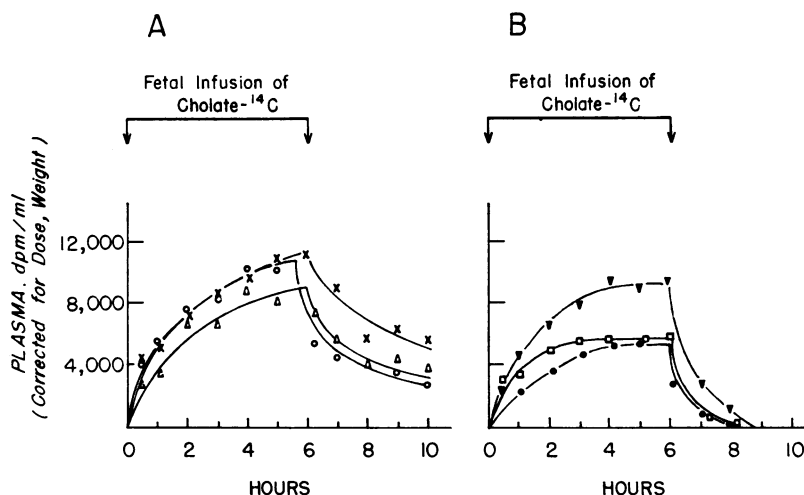 A
Fetal Infusion of
Cholate-¹⁴C
B
Fetal Infusion of
Cholate-¹⁴C
PLASMA. dpm/ml
(Corrected for Dose, Weight)
12,000
8,000
4,000
0 2 4 6 8 10
HOURS
0 2 4 6 8 10
HOURS